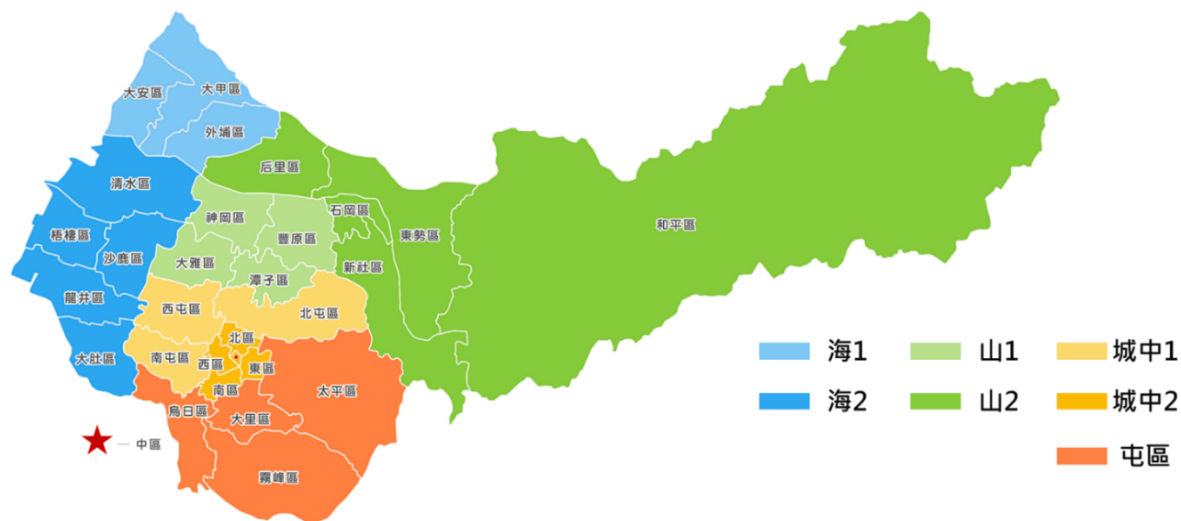 大安區
大甲區
外埔區
后里區
清水區
石岡區
神岡區
和平區
梧棲區
東勢區
豐原區
沙鹿區
大雅區
新社區
潭子區
龍井區
西屯區
北屯區
北區
大肚區
南屯區
西區
東區
南區
太平區
烏日區
大里區
中區
霧峰區
海1
山1
城中1
海2
山2
城中2
屯區